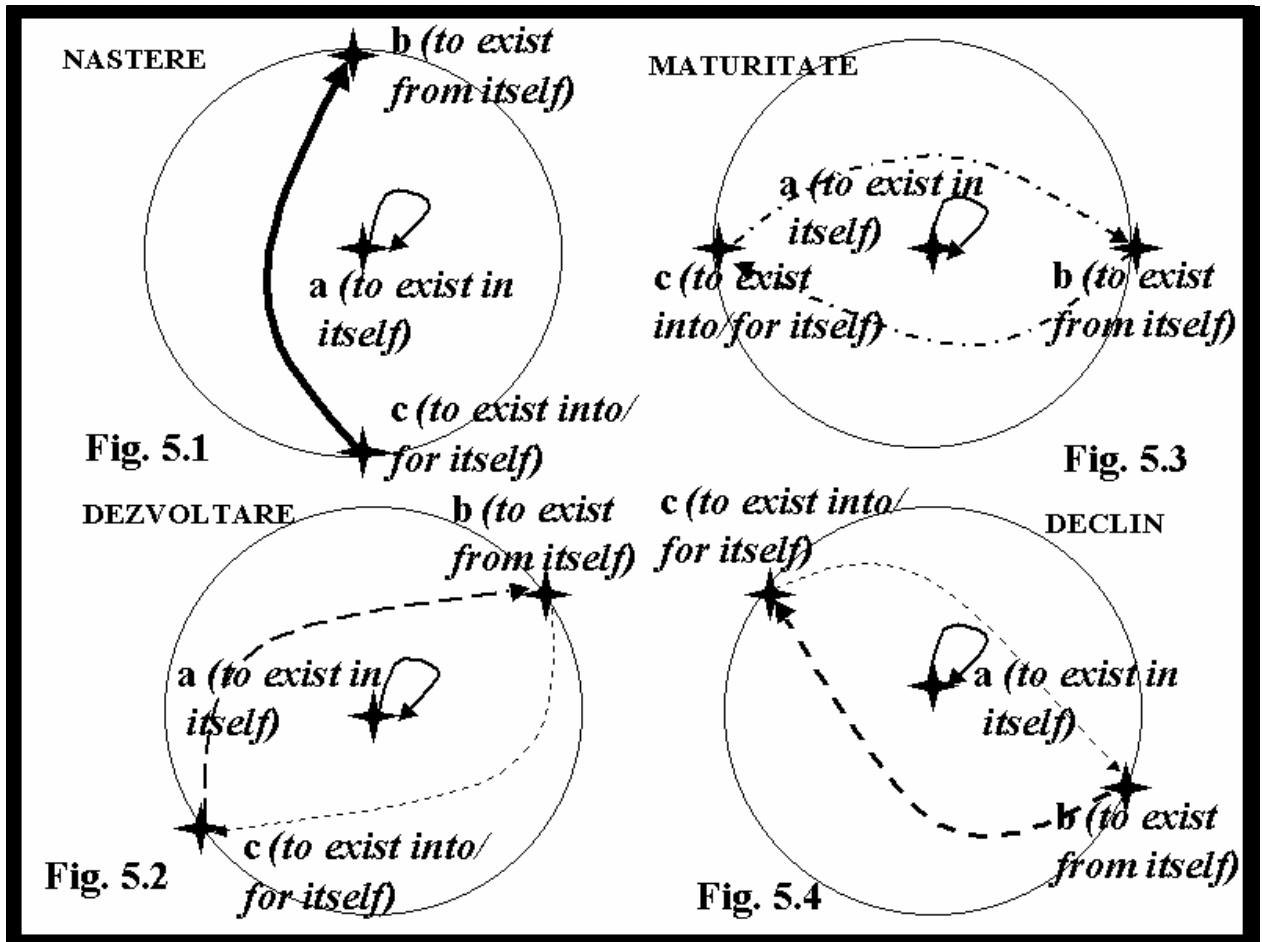 NASTERE
b (to exist
from itself)
a (to exist in
itself)
c (to exist into/
for itself)
Fig. 5.1
MATURITATE
a (to exist in
itself)
c (to exist
into/for itself)
b (to exist
from itself)
Fig. 5.3
DEZVOLTARE
b (to exist
from itself)
a (to exist in
itself)
c (to exist into/
for itself)
Fig. 5.2
c (to exist into/
for itself)
DECLIN
a (to exist in
itself)
b (to exist
from itself)
Fig. 5.4